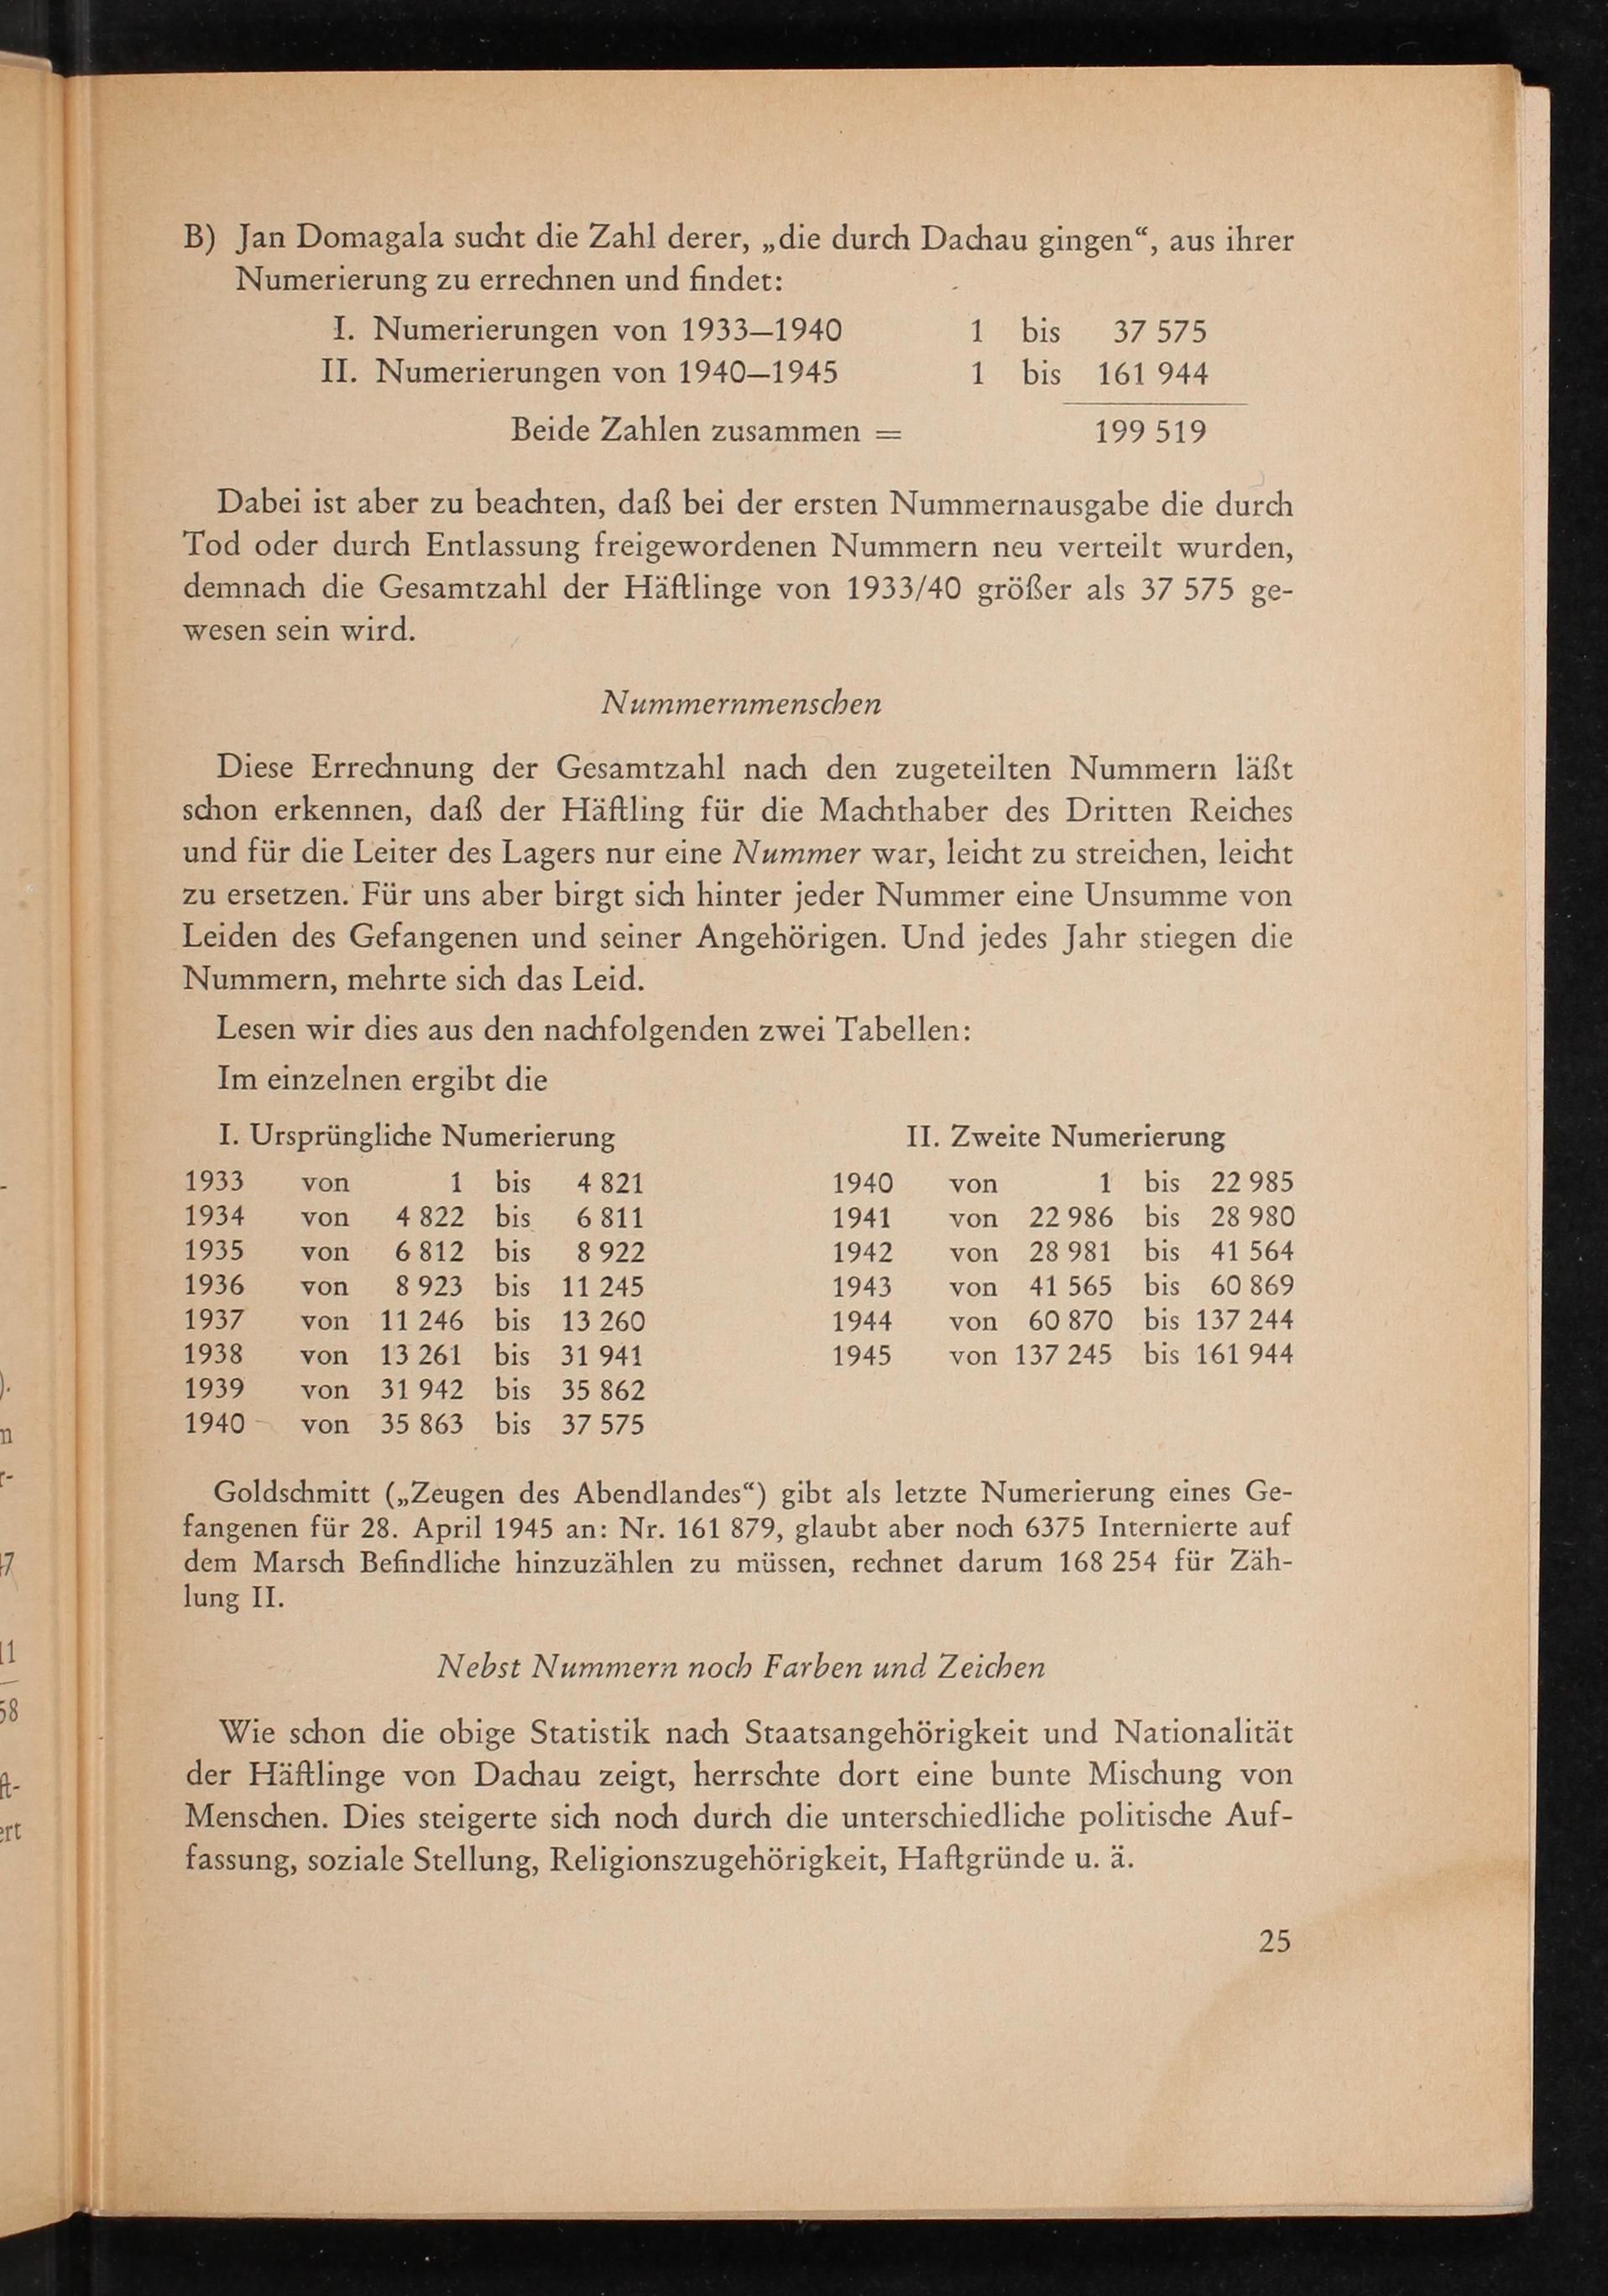 B) Jan Domagala sucht die Zahl derer, „die durch Dachau gingen“, aus ihrer
Numerierung zu errechnen und findet:
I. Numerierungen von 1933—1940 1 bis 37 575
II. Numerierungen von 1940—1945 1 bis 161 944
Beide Zahlen zusammen = 199 519
Dabei ist aber zu beachten, daß bei der ersten Nummernausgabe die durch
Tod oder durch Entlassung freigewordenen Nummern neu verteilt wurden,
demnach die Gesamtzahl der Häftlinge von 1933/40 größer als 37 575 ge-
wesen sein wird.
Nummernmenschen
Diese Errechnung der Gesamtzahl nach den zugeteilten Nummern läßt
schon erkennen, daß der Häftling für die Machthaber des Dritten Reiches
und für die Leiter des Lagers nur eine Nummer war, leicht zu streichen, leicht
zu ersetzen. Für uns aber birgt sich hinter jeder Nummer eine Unsumme von
Leiden des Gefangenen und seiner Angehörigen. Und jedes Jahr stiegen die
Nummern, mehrte sich das Leid.
Lesen wir dies aus den nachfolgenden zwei Tabellen:
Im einzelnen ergibt die
I. Ursprüngliche Numerierung
1933 von 1 bis 4 821
1934 von 4 822 bis 6 811
1935 von 6 812 bis 8 922
1936 von 8 923 bis 11 245
1937 von 11 246 bis 13 260
1938 von 13 261 bis 31 941
1939 von 31 942 bis 35 862
1940 von 35 863 bis 37 575
II. Zweite Numerierung
1940 von 1 bis 22 985
1941 von 22 986 bis 28 980
1942 von 28 981 bis 41 564
1943 von 41 565 bis 60 869
1944 von 60 870 bis 137 244
1945 von 137 245 bis 161 944
Goldschmitt („Zeugen des Abendlandes“) gibt als letzte Numerierung eines Ge-
fangenen für 28. April 1945 an: Nr. 161 879, glaubt aber noch 6375 Internierte auf
dem Marsch Befindliche hinzuzählen zu müssen, rechnet darum 168 254 für Zäh-
lung II.
Nebst Nummern noch Farben und Zeichen
Wie schon die obige Statistik nach Staatsangehörigkeit und Nationalität
der Häftlinge von Dachau zeigt, herrschte dort eine bunte Mischung von
Menschen. Dies steigerte sich noch durch die unterschiedliche politische Auf-
fassung, soziale Stellung, Religionszugehörigkeit, Haftgründe u. ä.
25